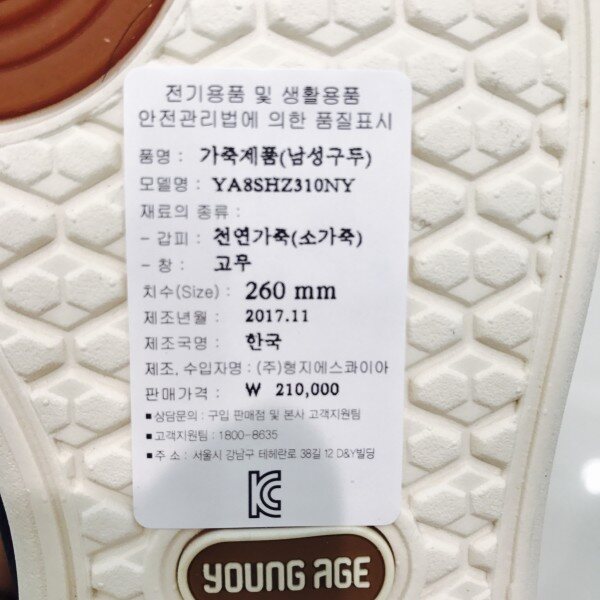 전기용품 및 생활용품
안전관리법에 의한 품질표시
품명 : 가죽제품(남성구두)
모델명 : YA8SHZ310NY
재료의 종류 :
- 갑피 : 천연가죽(소가죽)
- 창 : 고무
치수(Size) : 260 mm
제조년월 : 2017.11
제조국명 : 한국
제조, 수입자명 : (주)형지에스콰이아
판매가격 : ₩ 210,000
■상담문의 : 구입 판매점 및 본사 고객지원팀
■고객지원팀 : 1800-8635
■주 소 : 서울시 강남구 테헤란로 38길 12 D&Y빌딩
KC
YOUNG AGE